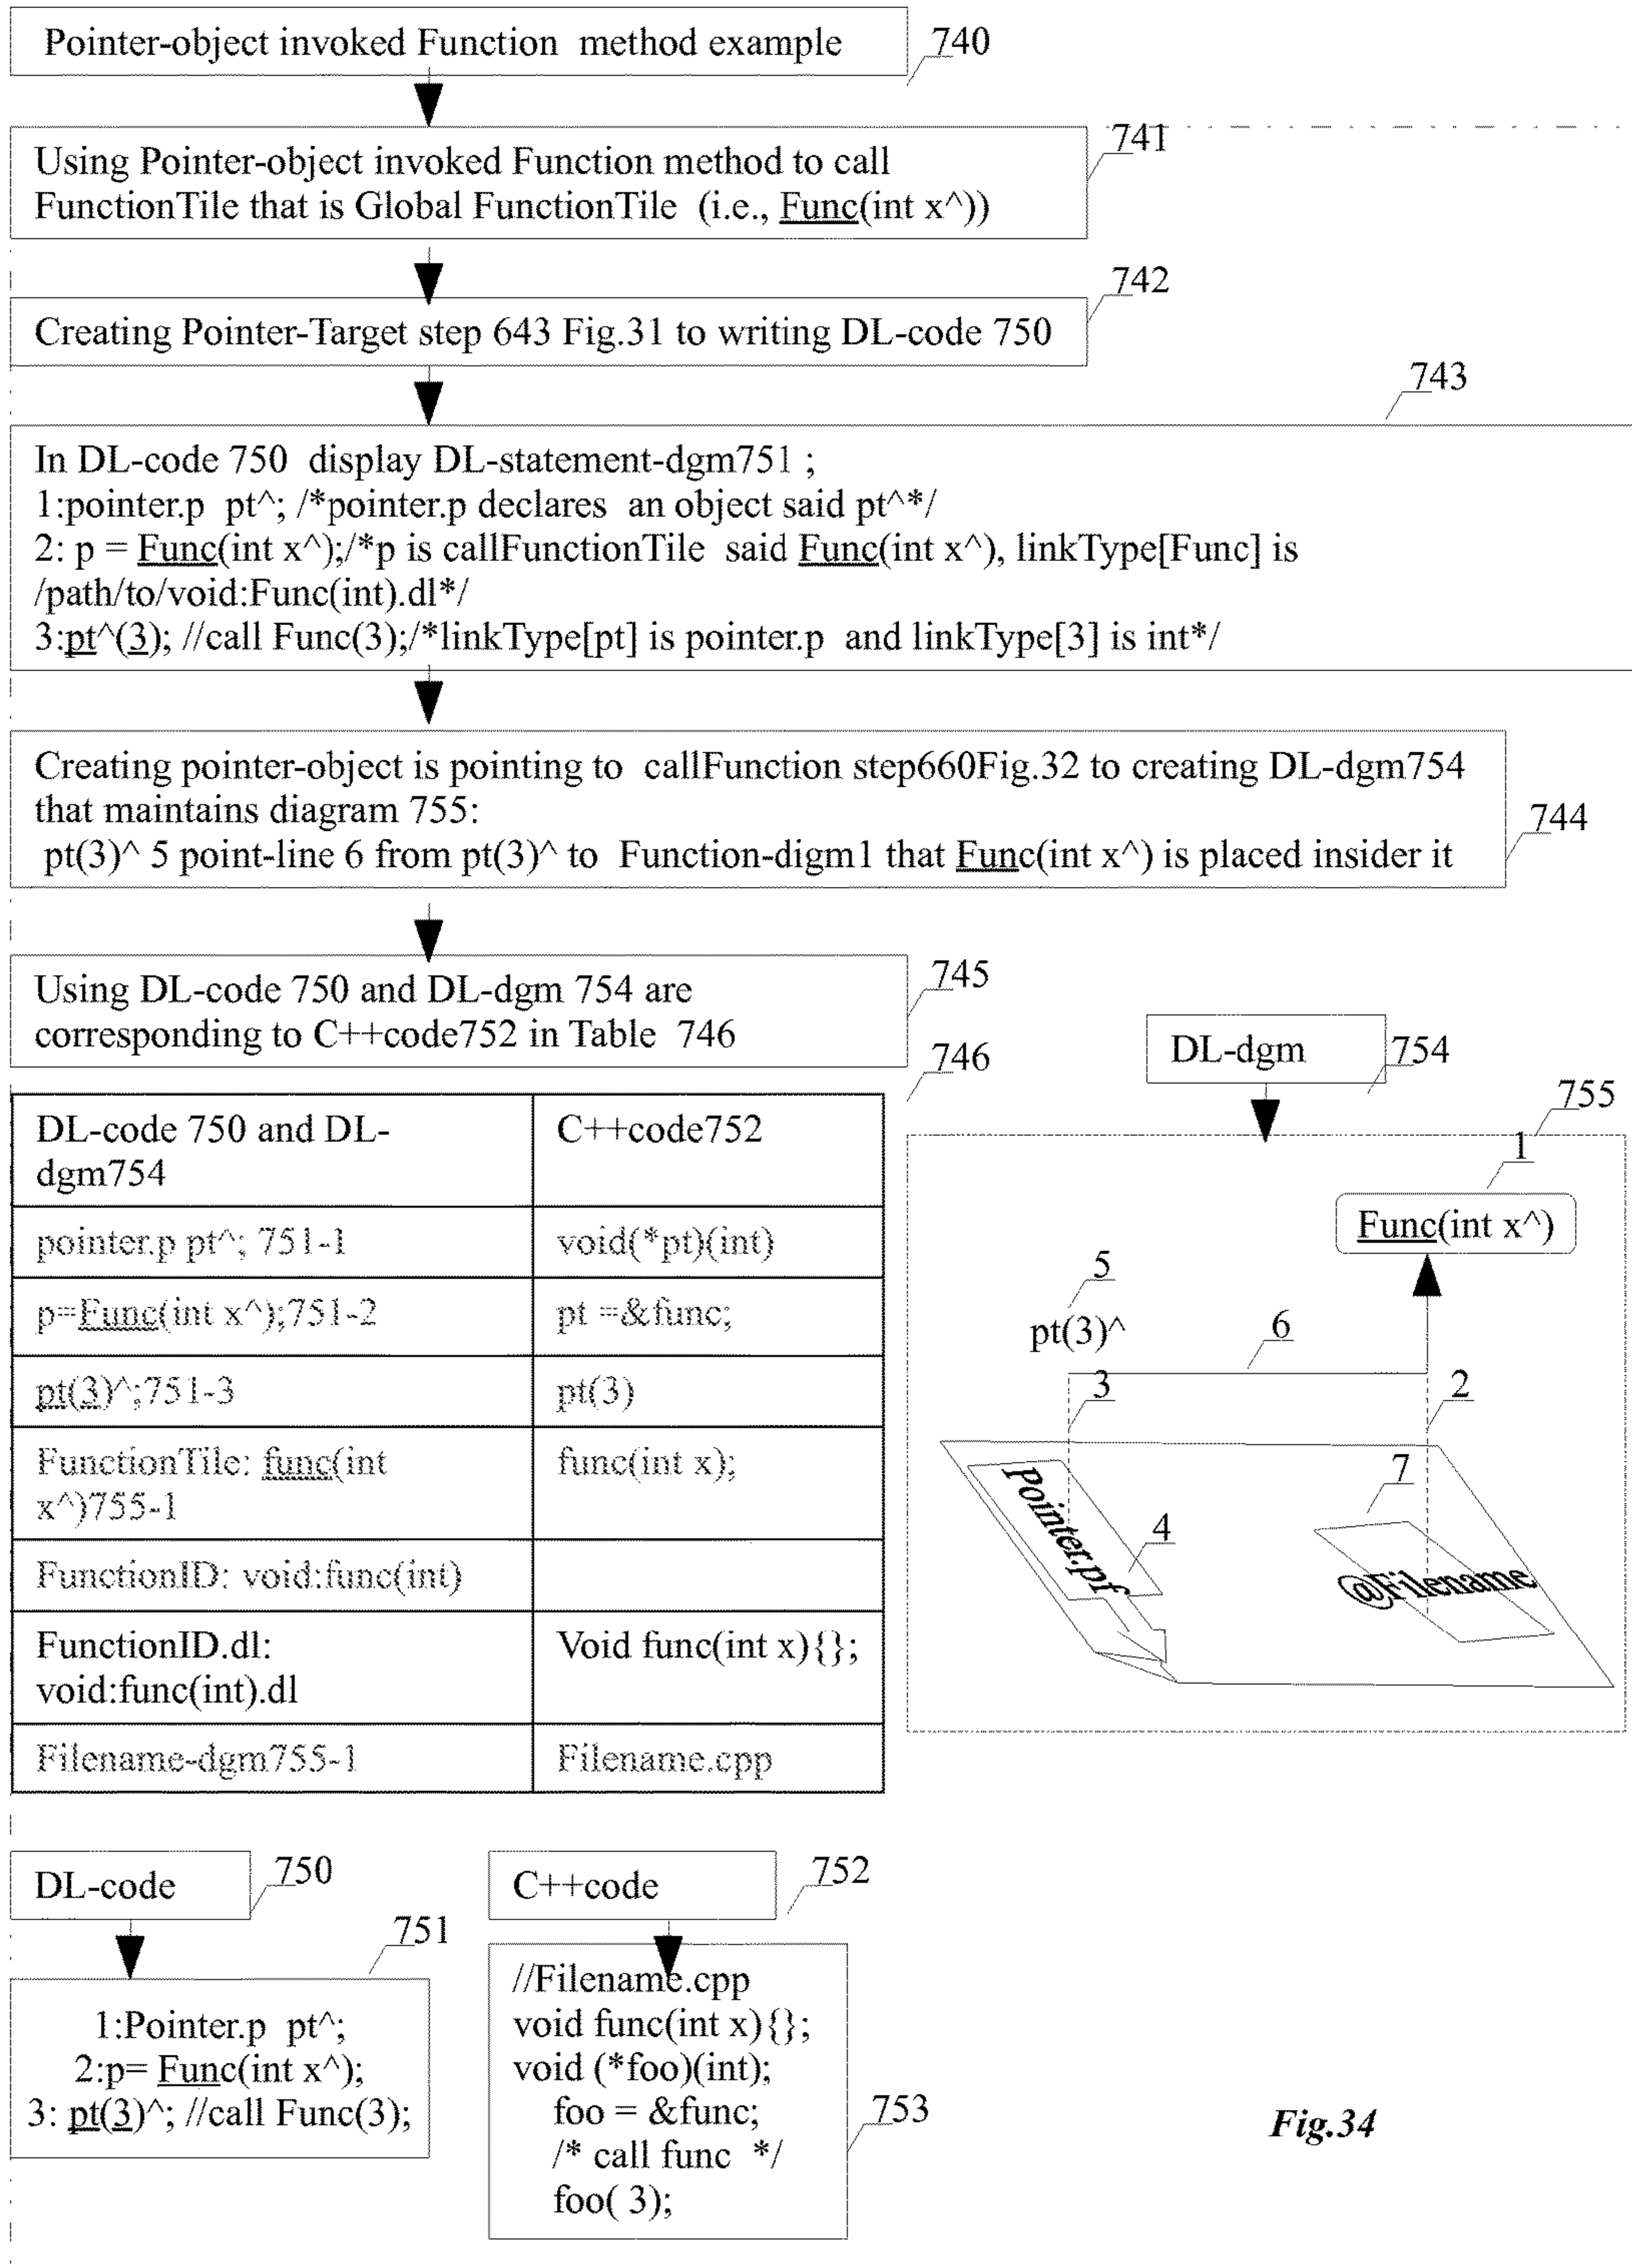 Pointer-object invoked Function method example
740
741
Using Pointer-object invoked Function method to call
FunctionTile that is Global FunctionTile (i.e., Func(int x^))
742
Creating Pointer-Target step 643 Fig.31 to writing DL-code 750
743
In DL-code 750 display DL-statement-dgm751 ;
1:pointer.p pt^; /*pointer.p declares an object said pt^*/
2: p = Func(int x^);/*p is callFunctionTile said Func(int x^), linkType[Func] is
/path/to/void:Func(int).dl*/
3:pt^(3); //call Func(3);/*linkType[pt] is pointer.p and linkType[3] is int*/
Creating pointer-object is pointing to callFunction step660Fig.32 to creating DL-dgm754
that maintains diagram 755:
pt(3)^ 5 point-line 6 from pt(3)^ to Function-digm1 that Func(int x^) is placed insider it
744
Using DL-code 750 and DL-dgm 754 are
corresponding to C++code752 in Table 746
745
746
DL-code 750 and DL-
dgm754
C++code752
pointer.p pt^; 751-1
void(*pt)(int)
p=Func(int x^);751-2
pt =&func;
pt(3)^;751-3
pt(3)
FunctionTile: func(int
x^)755-1
func(int x);
FunctionID: void:func(int)
FunctionID.dl:
void:func(int).dl
Void func(int x){};
Filename-dgm755-1
Filename.cpp
DL-dgm
754
755
1
Func(int x^)
5
pt(3)^
6
3
2
7
Pointer.pf
4
@Filename
DL-code
750
751
1:Pointer.p pt^;
2:p= Func(int x^);
3: pt(3)^; //call Func(3);
C++code
752
//Filename.cpp
void func(int x){};
void (*foo)(int);
foo = &func;
/* call func */
foo( 3);
753
Fig.34